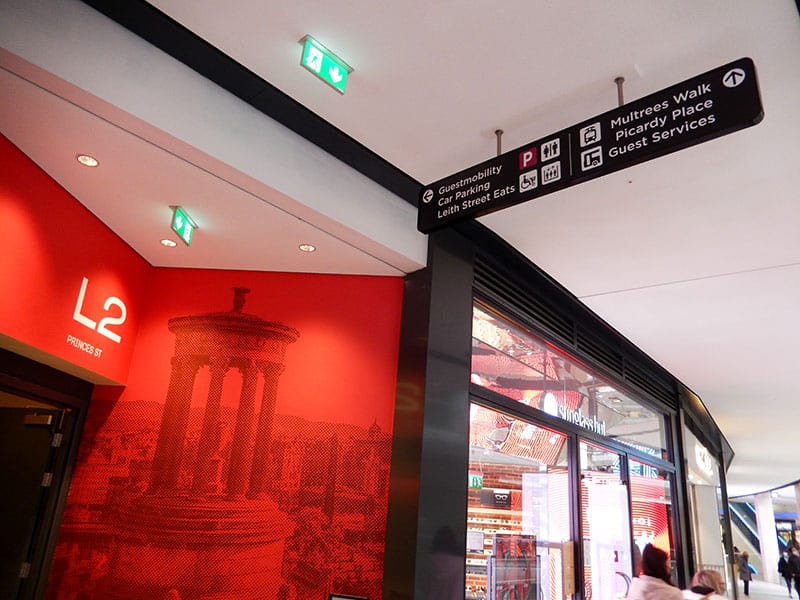 Guestmobility
Car Parking
Leith Street Eats
P
Multrees Walk
Picardy Place
Guest Services
L2
PRINCES ST
sunglass hut